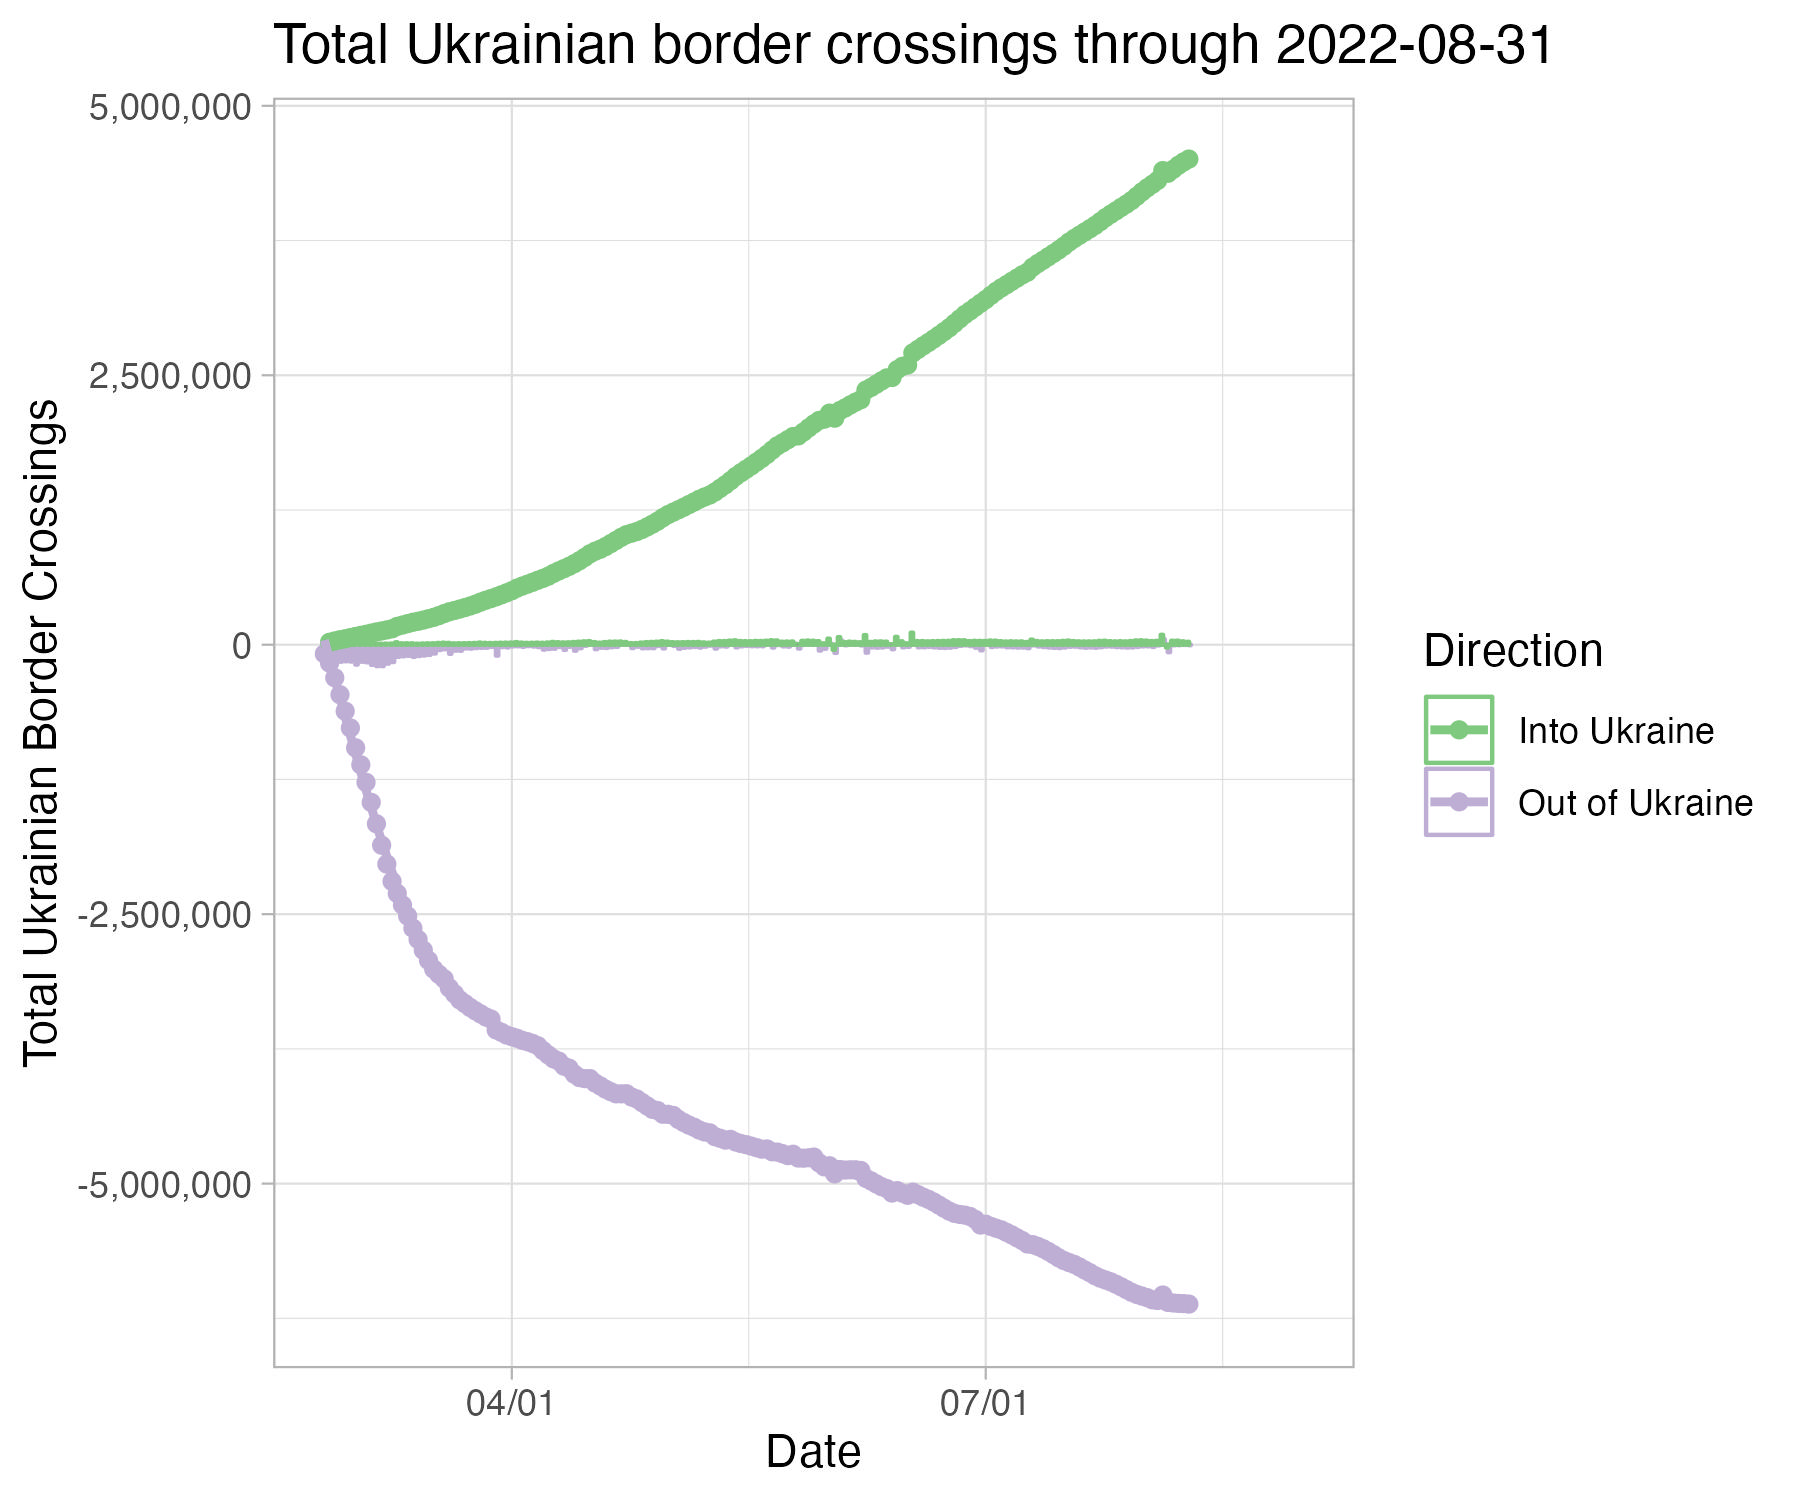 Total Ukrainian border crossings through 2022-08-31
5,000,000
2,500,000
0
-2,500,000
-5,000,000
Total Ukrainian Border Crossings
04/01
07/01
Date
Direction
Into Ukraine
Out of Ukraine